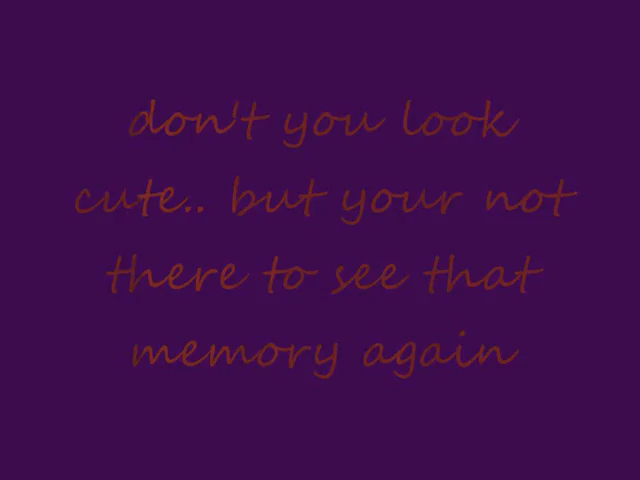 don't you look
cute.. but your not
there to see that
memory again